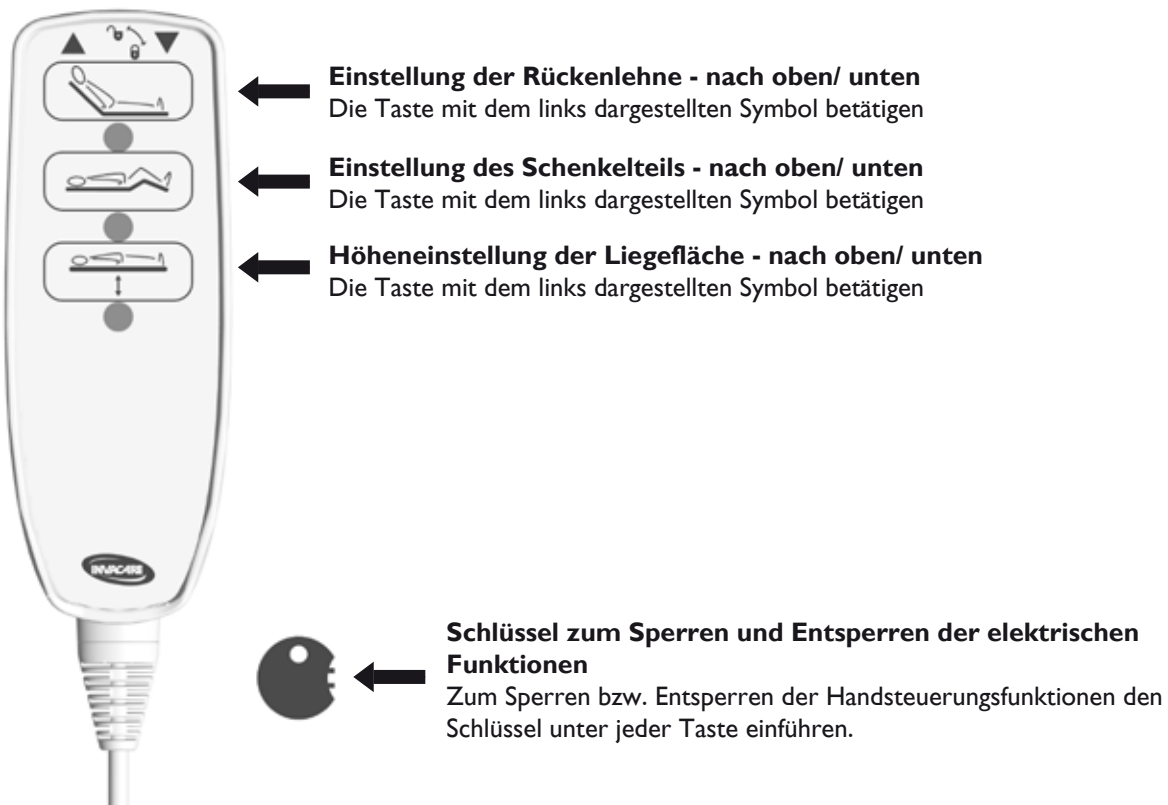 Einstellung der Rückenlehne - nach oben/ unten
Die Taste mit dem links dargestellten Symbol betätigen
Einstellung des Schenkelteils - nach oben/ unten
Die Taste mit dem links dargestellten Symbol betätigen
Höheneinstellung der Liegefläche - nach oben/ unten
Die Taste mit dem links dargestellten Symbol betätigen
INVACARE
Schlüssel zum Sperren und Entsperren der elektrischen
Funktionen
Zum Sperren bzw. Entsperren der Handsteuerungsfunktionen den
Schlüssel unter jeder Taste einführen.